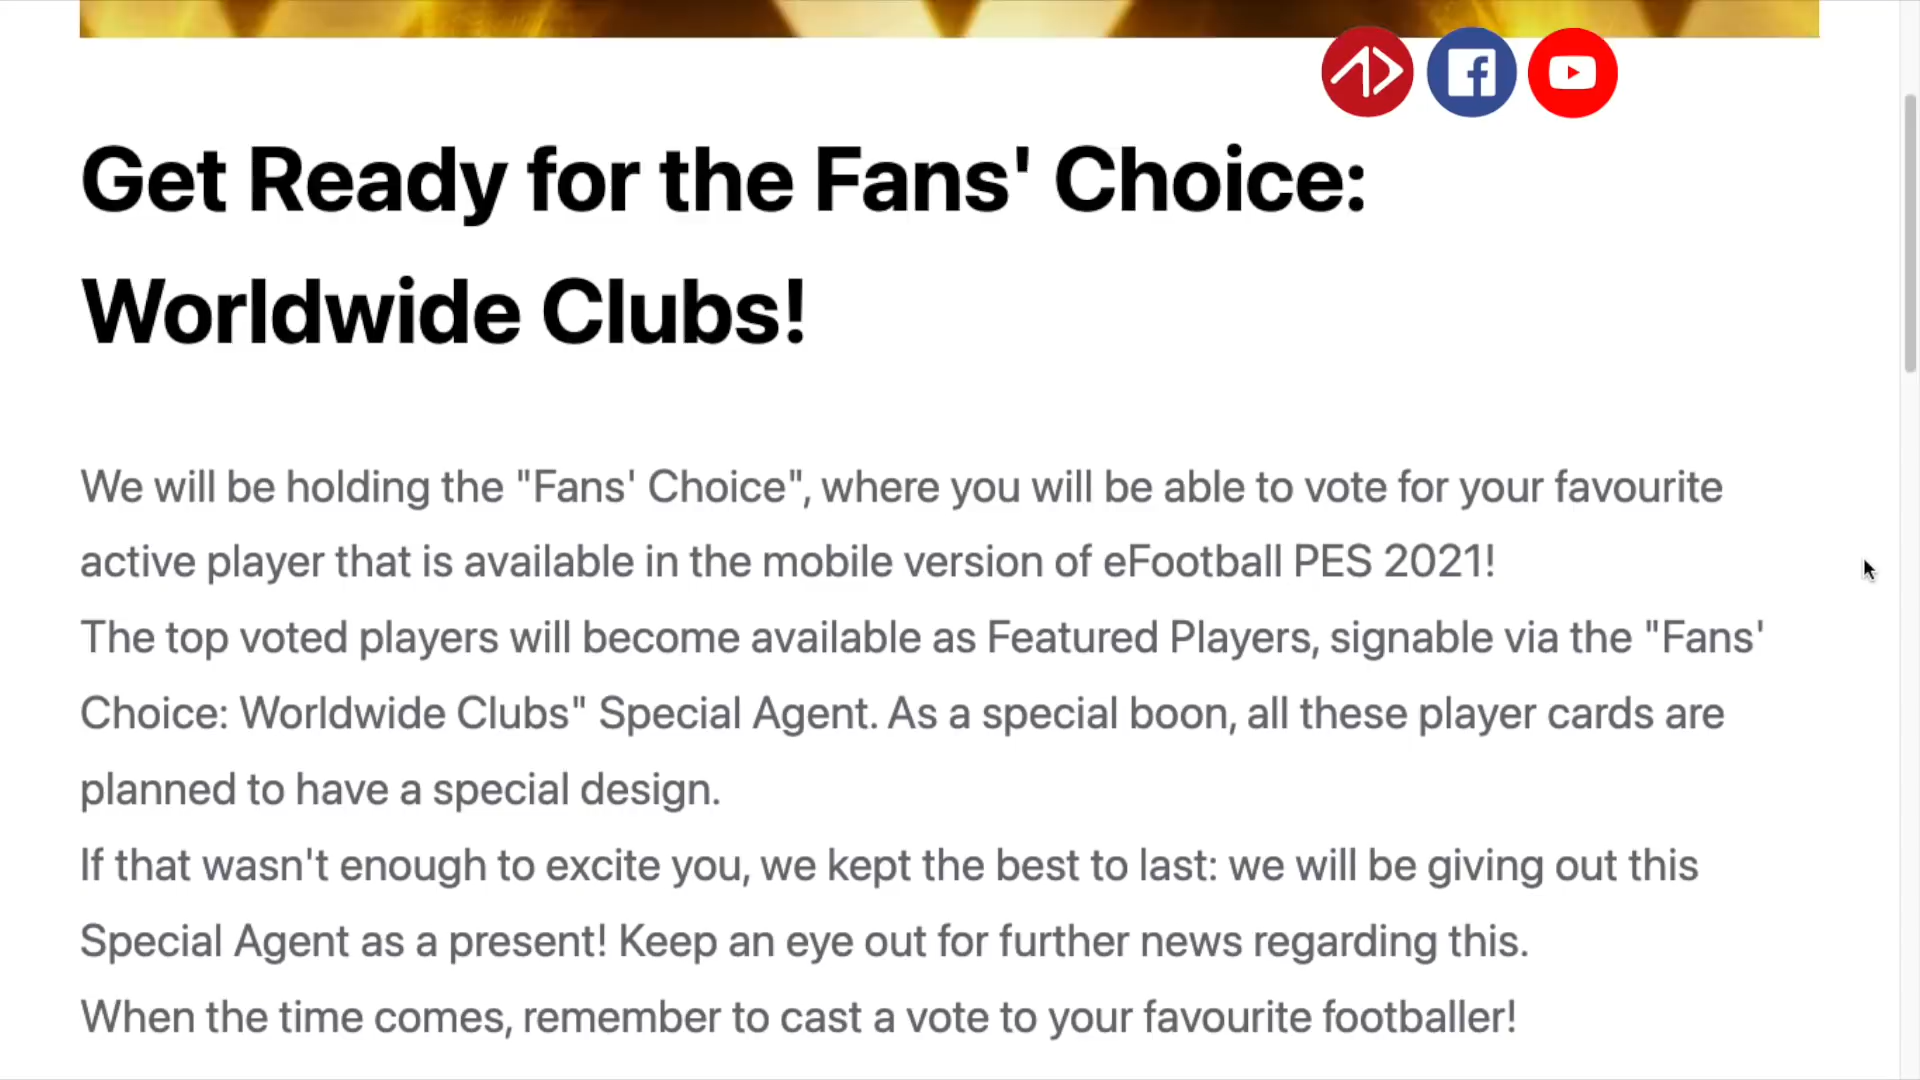 Get Ready for the Fans' Choice:
Worldwide Clubs!
We will be holding the "Fans' Choice", where you will be able to vote for your favourite
active player that is available in the mobile version of eFootball PES 2021!
The top voted players will become available as Featured Players, signable via the "Fans'
Choice: Worldwide Clubs" Special Agent. As a special boon, all these player cards are
planned to have a special design.
If that wasn't enough to excite you, we kept the best to last: we will be giving out this
Special Agent as a present! Keep an eye out for further news regarding this.
When the time comes, remember to cast a vote to your favourite footballer!